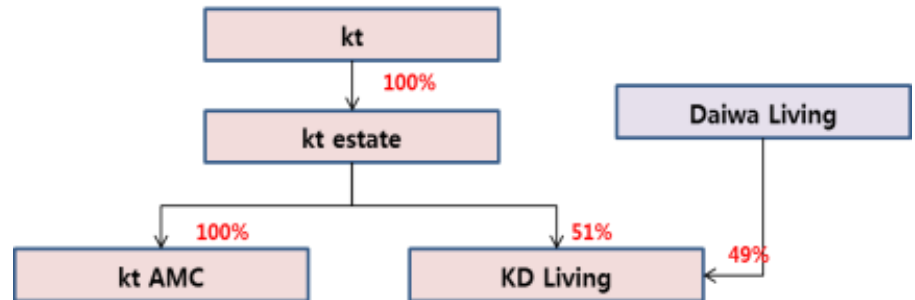 kt
100%
kt estate
Daiwa Living
100%
51%
49%
kt AMC
KD Living